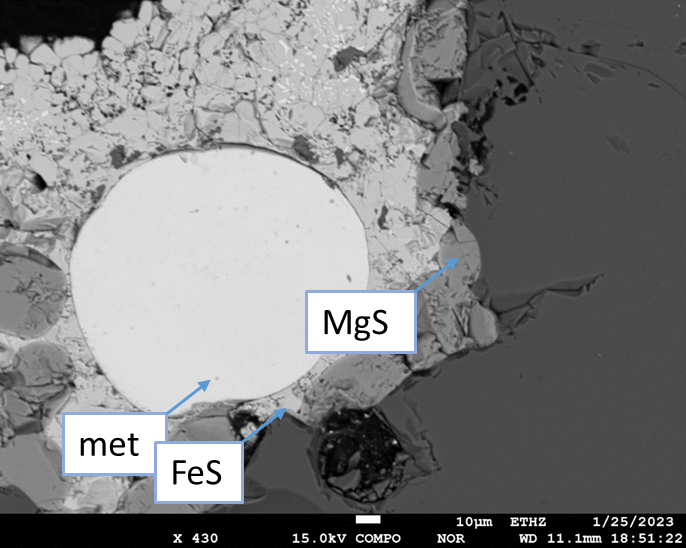 MgS
met
FeS
10µm ETHZ 1/25/2023
X 430 15.0kV COMPO NOR WD 11.1mm 18:51:22